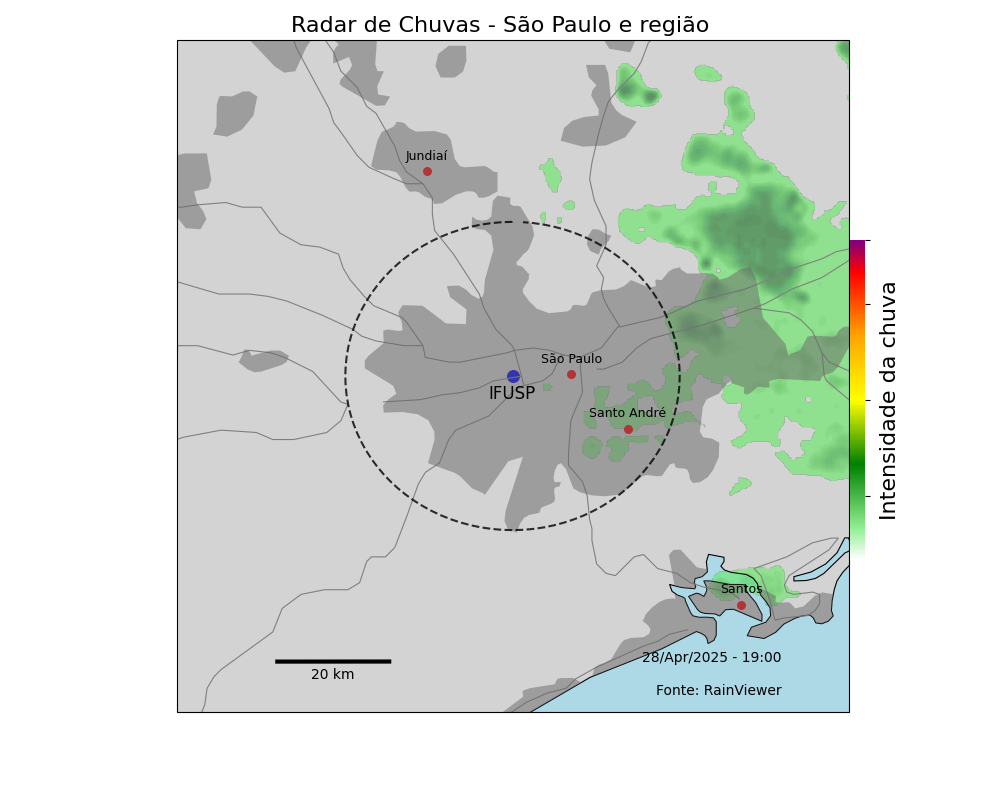 Radar de Chuvas - São Paulo e região
Jundiaí
São Paulo
IFUSP
Santo André
Intensidade da chuva
Santos
28/Apr/2025 - 19:00
20 km
Fonte: RainViewer